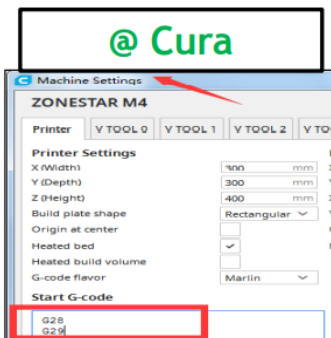 @ Cura
Machine Settings
ZONESTAR M4
Printer Y TOOL 0 Y TOOL 1 Y TOOL 2 Y TO
Printer Settings
X (Width) 300 mm
Y (Depth) 300 mm
Z (Height) 400 mm
Build plate shape Rectangular
Origin at center
Heated bed
Heated build volume
G-code flavor Marlin
Start G-code
G28
G29